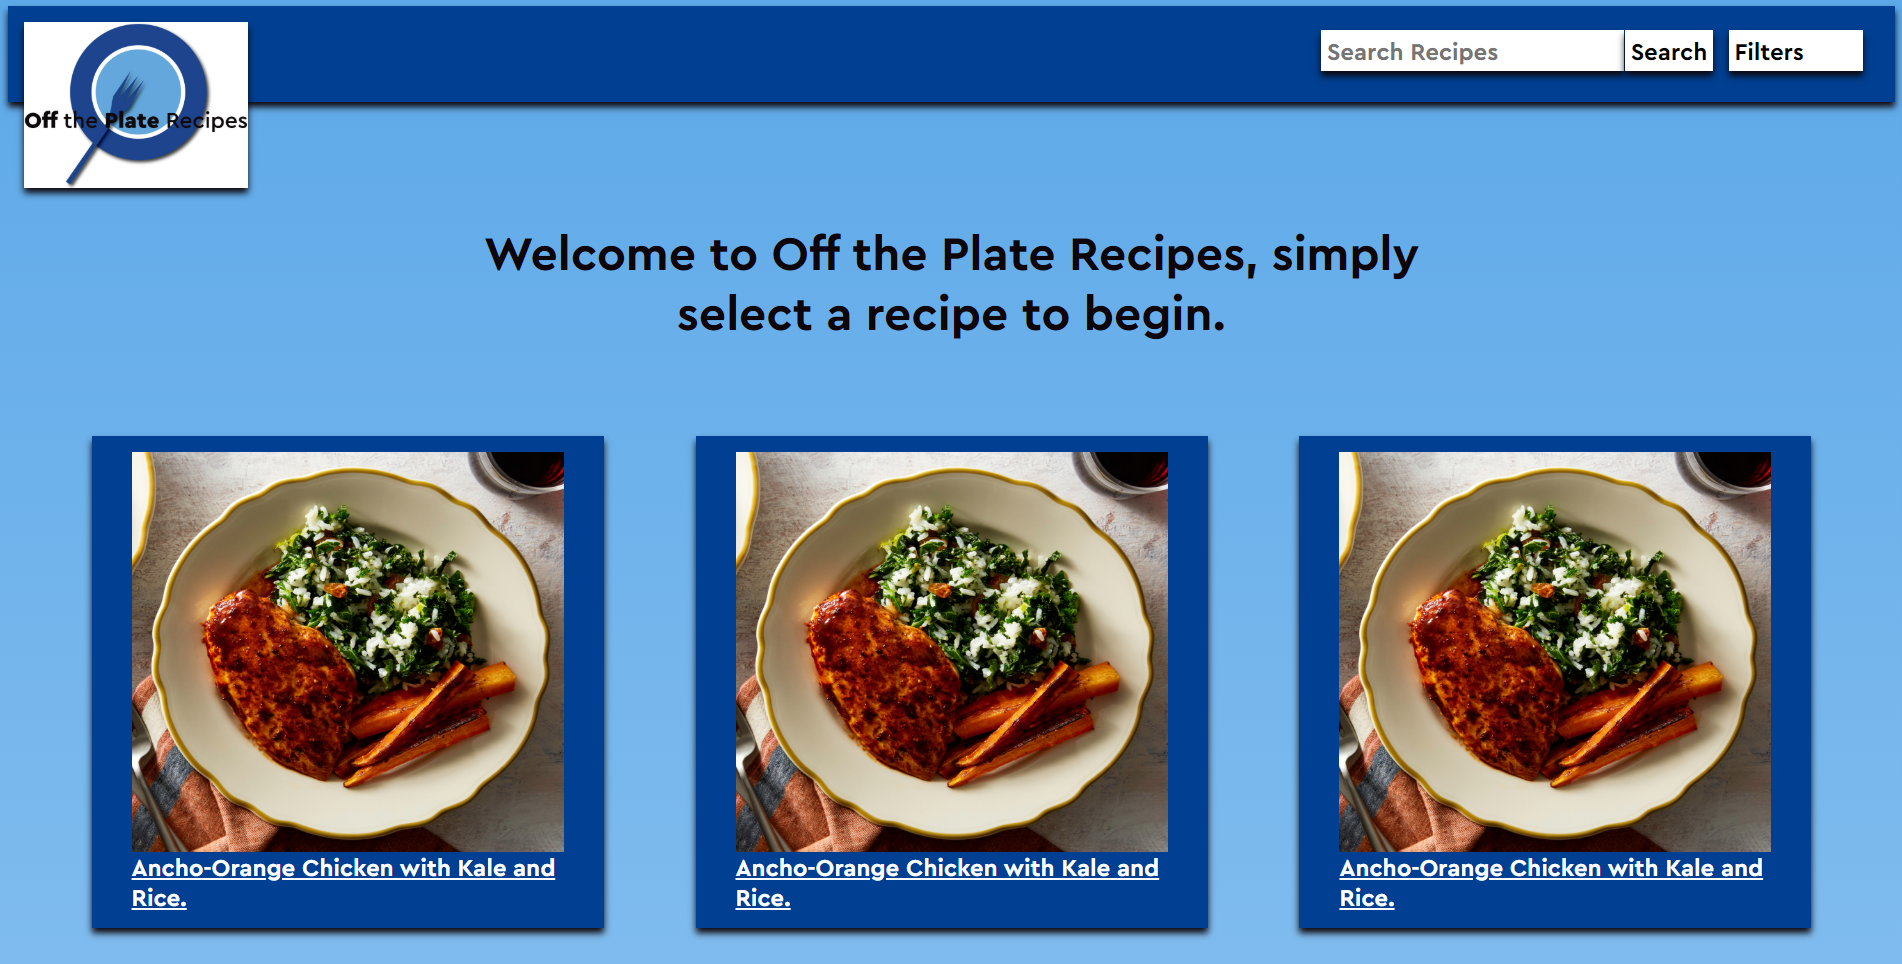 Off the Plate Recipes
Search Recipes
Search
Filters
Welcome to Off the Plate Recipes, simply
select a recipe to begin.
Ancho-Orange Chicken with Kale and
Rice.
Ancho-Orange Chicken with Kale and
Rice.
Ancho-Orange Chicken with Kale and
Rice.